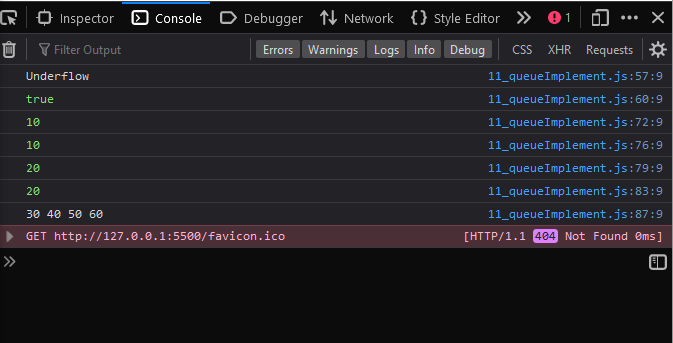 Inspector Console Debugger Network {} Style Editor 1
Filter Output Errors Warnings Logs Info Debug CSS XHR Requests
Underflow 11_queueImplement.js:57:9
true 11_queueImplement.js:60:9
10 11_queueImplement.js:72:9
10 11_queueImplement.js:76:9
20 11_queueImplement.js:79:9
20 11_queueImplement.js:83:9
30 40 50 60 11_queueImplement.js:87:9
GET http://127.0.0.1:5500/favicon.ico [HTTP/1.1 404 Not Found 0ms]